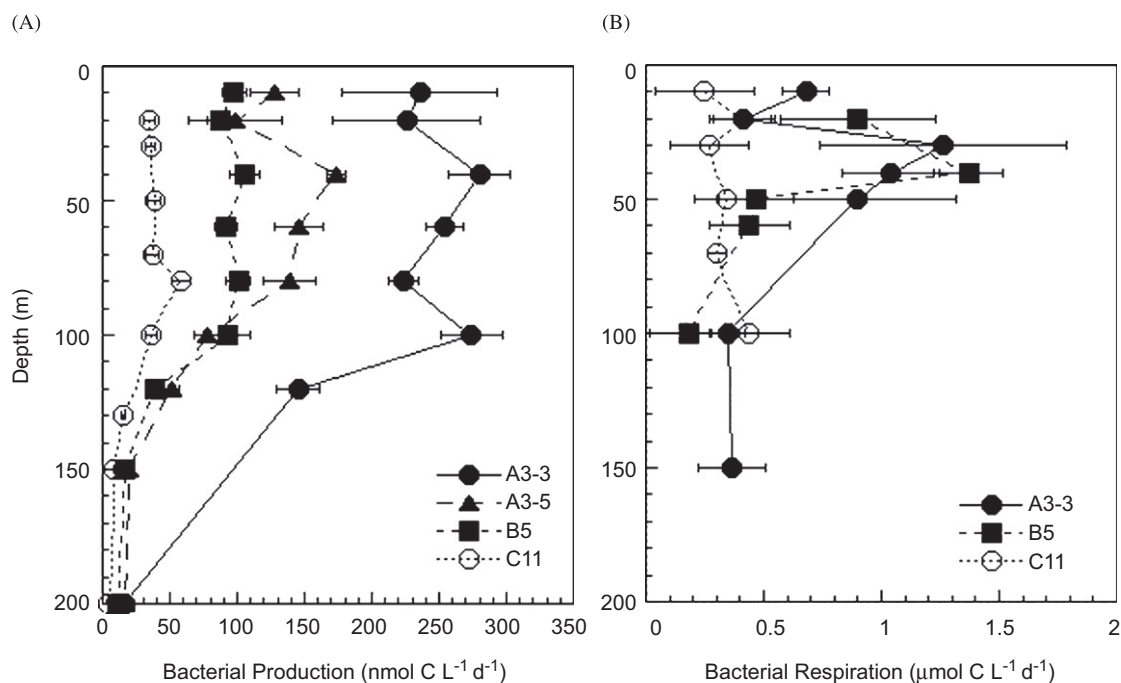 (A)
0
50
100
150
200
Depth (m)
0 50 100 150 200 250 300 350
Bacterial Production (nmol C L-1 d-1)
A3-3
A3-5
B5
C11
(B)
0
50
100
150
200
0 0.5 1 1.5 2
Bacterial Respiration (μmol C L-1 d-1)
A3-3
B5
C11